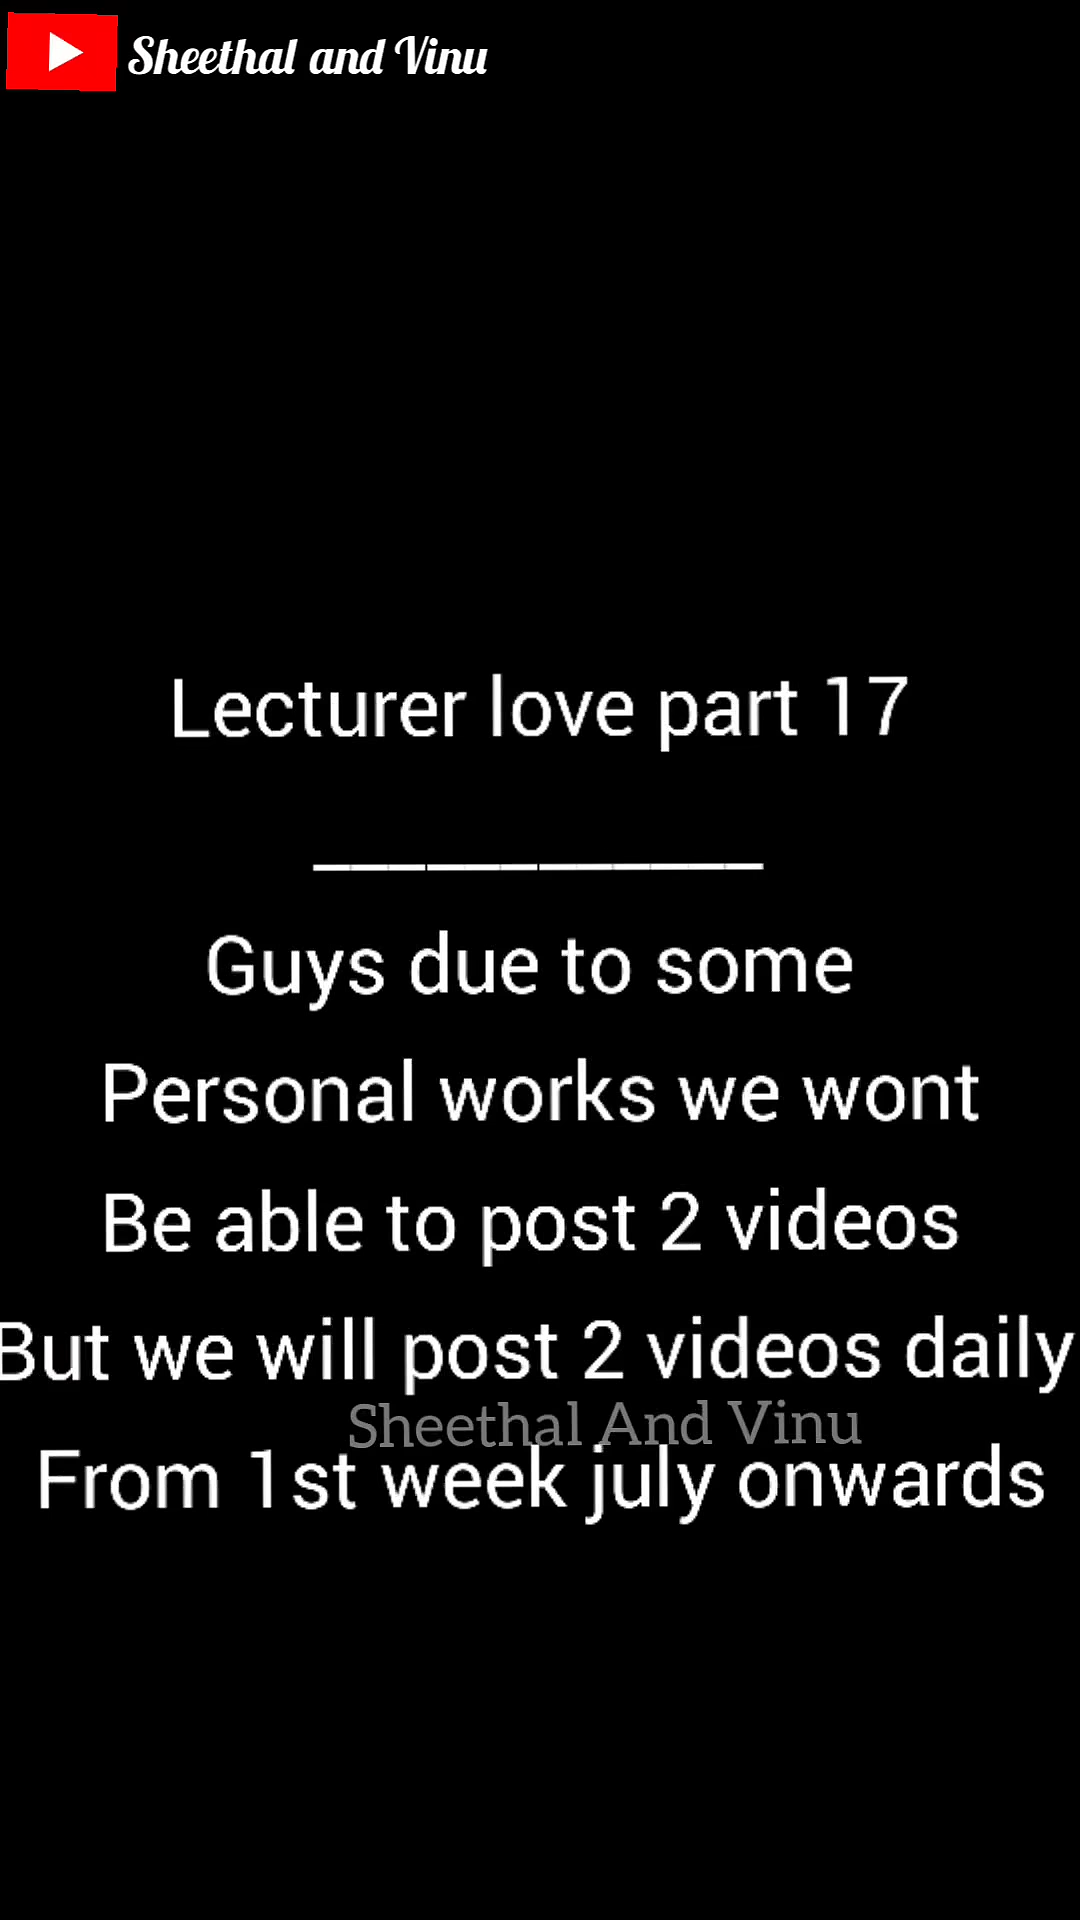 Sheethal and Vinu
Lecturer love part 17
____________
Guys due to some
Personal works we wont
Be able to post 2 videos
But we will post 2 videos daily
Sheethal And Vinu
From 1st week july onwards